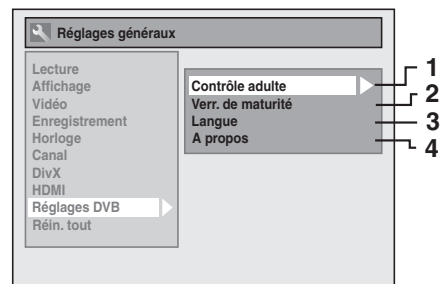 Réglages généraux
Lecture
Affichage
Vidéo
Enregistrement
Horloge
Canal
DivX
HDMI
Réglages DVB
Réin. tout
Contrôle adulte
Verr. de maturité
Langue
A propos
1
2
3
4